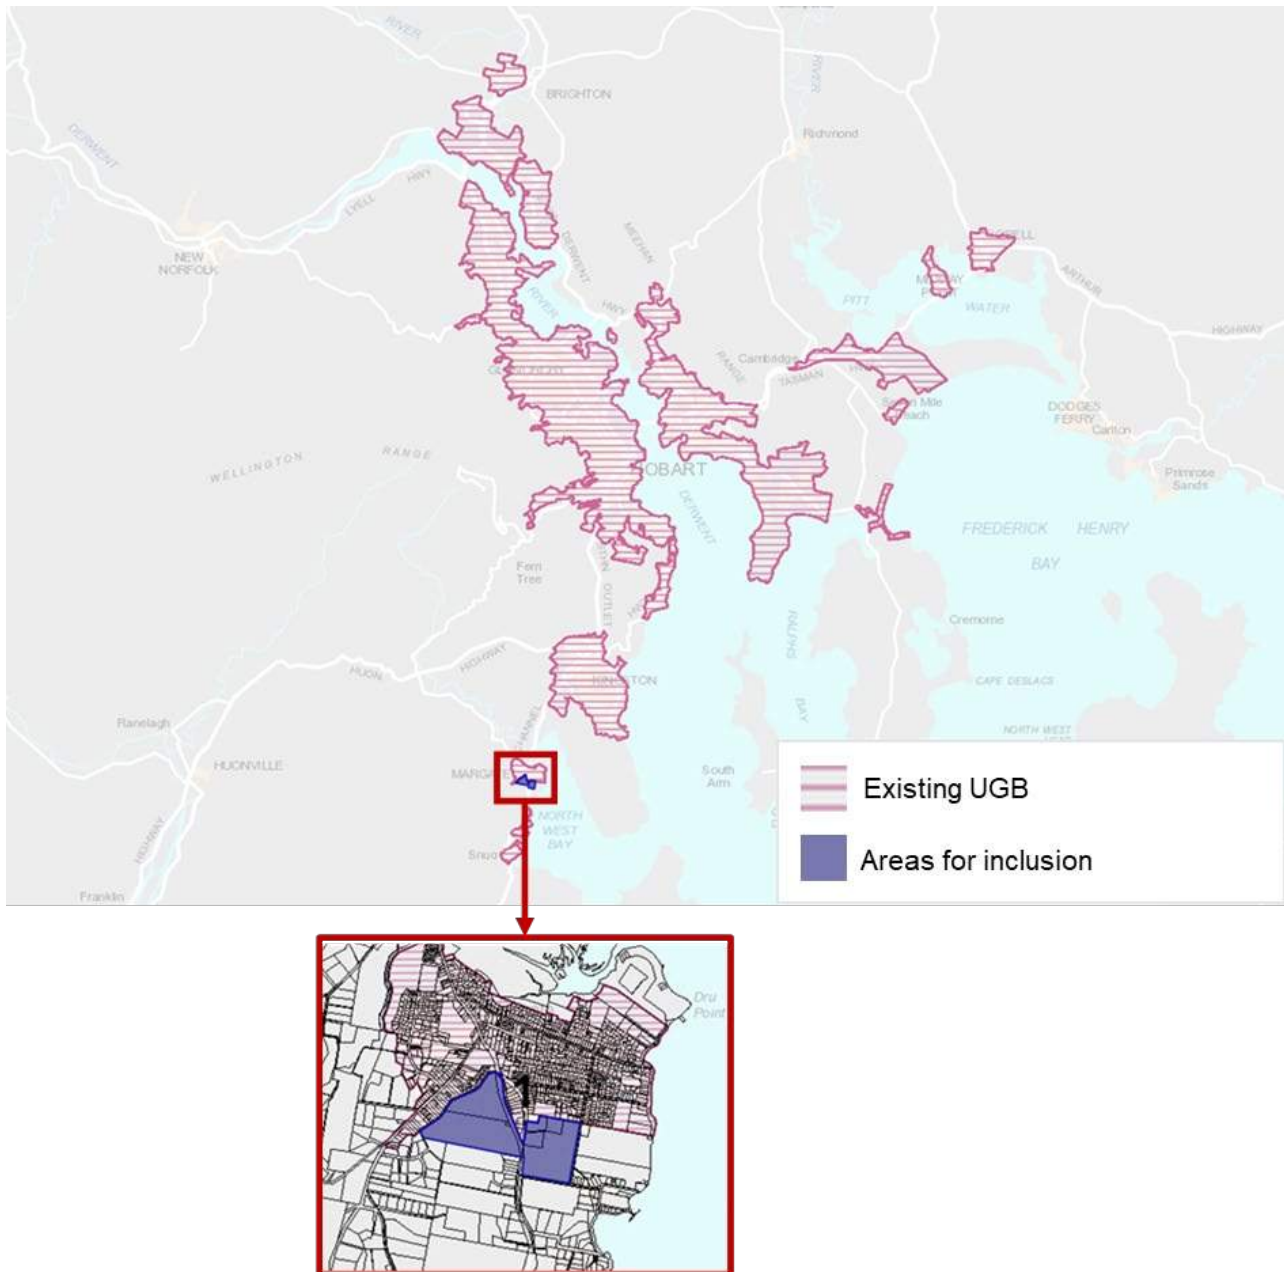 RIVER
RIVER
BRIGHTON
DERWENT
Richmond
HWY
LYELL
NEW
NORFOLK
MEEHAN
DERWENT
HWY
RIVER
ARTHUR
HIGHWAY
PITT
WATER
RANGE
Cambridge
TASMAN
DODGES
FERRY
Carlton
Primrose
Sands
WELLINGTON
RANGE
HOBART
DERWENT
FREDERICK HENRY
BAY
Fern
Tree
OUTLET
RALPHS
BAY
Cremorne
CAPE DESLACS
HUON
HIGHWAY
KINGSTON
Ranelagh
HUONVILLE
CHANNEL
NORTH WEST
MARGATE
South
Arm
NORTH
WEST
BAY
Snug
HIGHWAY
Franklin
Existing UGB
Areas for inclusion
Dru
Point
1